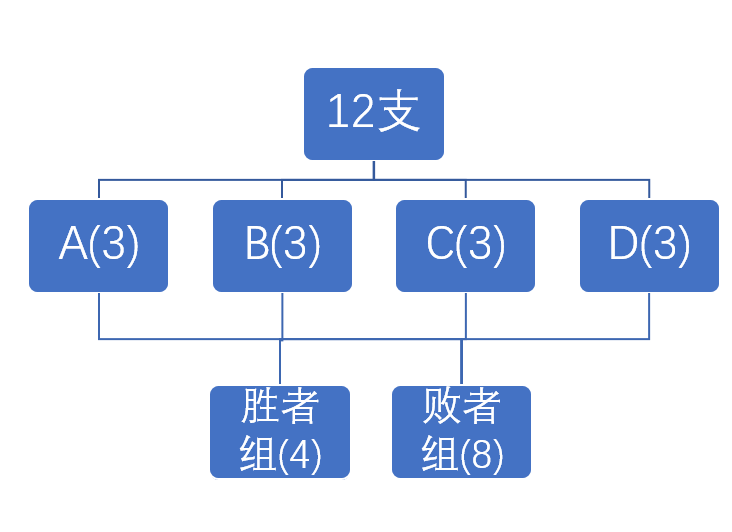 12支
A(3)
B(3)
C(3)
D(3)
胜者
组(4)
败者
组(8)